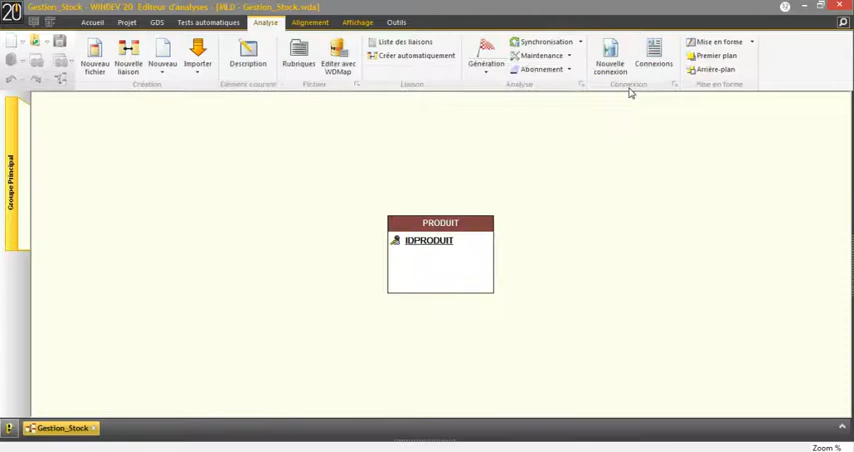 20
Gestion_Stock - WINDEV 20 Editeur d'analyses - [MLD - Gestion_Stock.wda]
Accueil Projet GDS Tests automatiques Analyse Alignement Affichage Outils
Nouveau fichier
Nouvelle liaison
Nouveau
Importer
Création
Description
Elément courant
Rubriques
Editer avec WDMap
Fichier
Liste des liaisons
Créer automatiquement
Liaison
Génération
Synchronisation
Maintenance
Abonnement
Analyse
Nouvelle connexion
Connexions
Connexion
Mise en forme
Premier plan
Arrière-plan
Mise en forme
Groupe Principal
PRODUIT
IDPRODUIT
Gestion_Stock
Zoom %